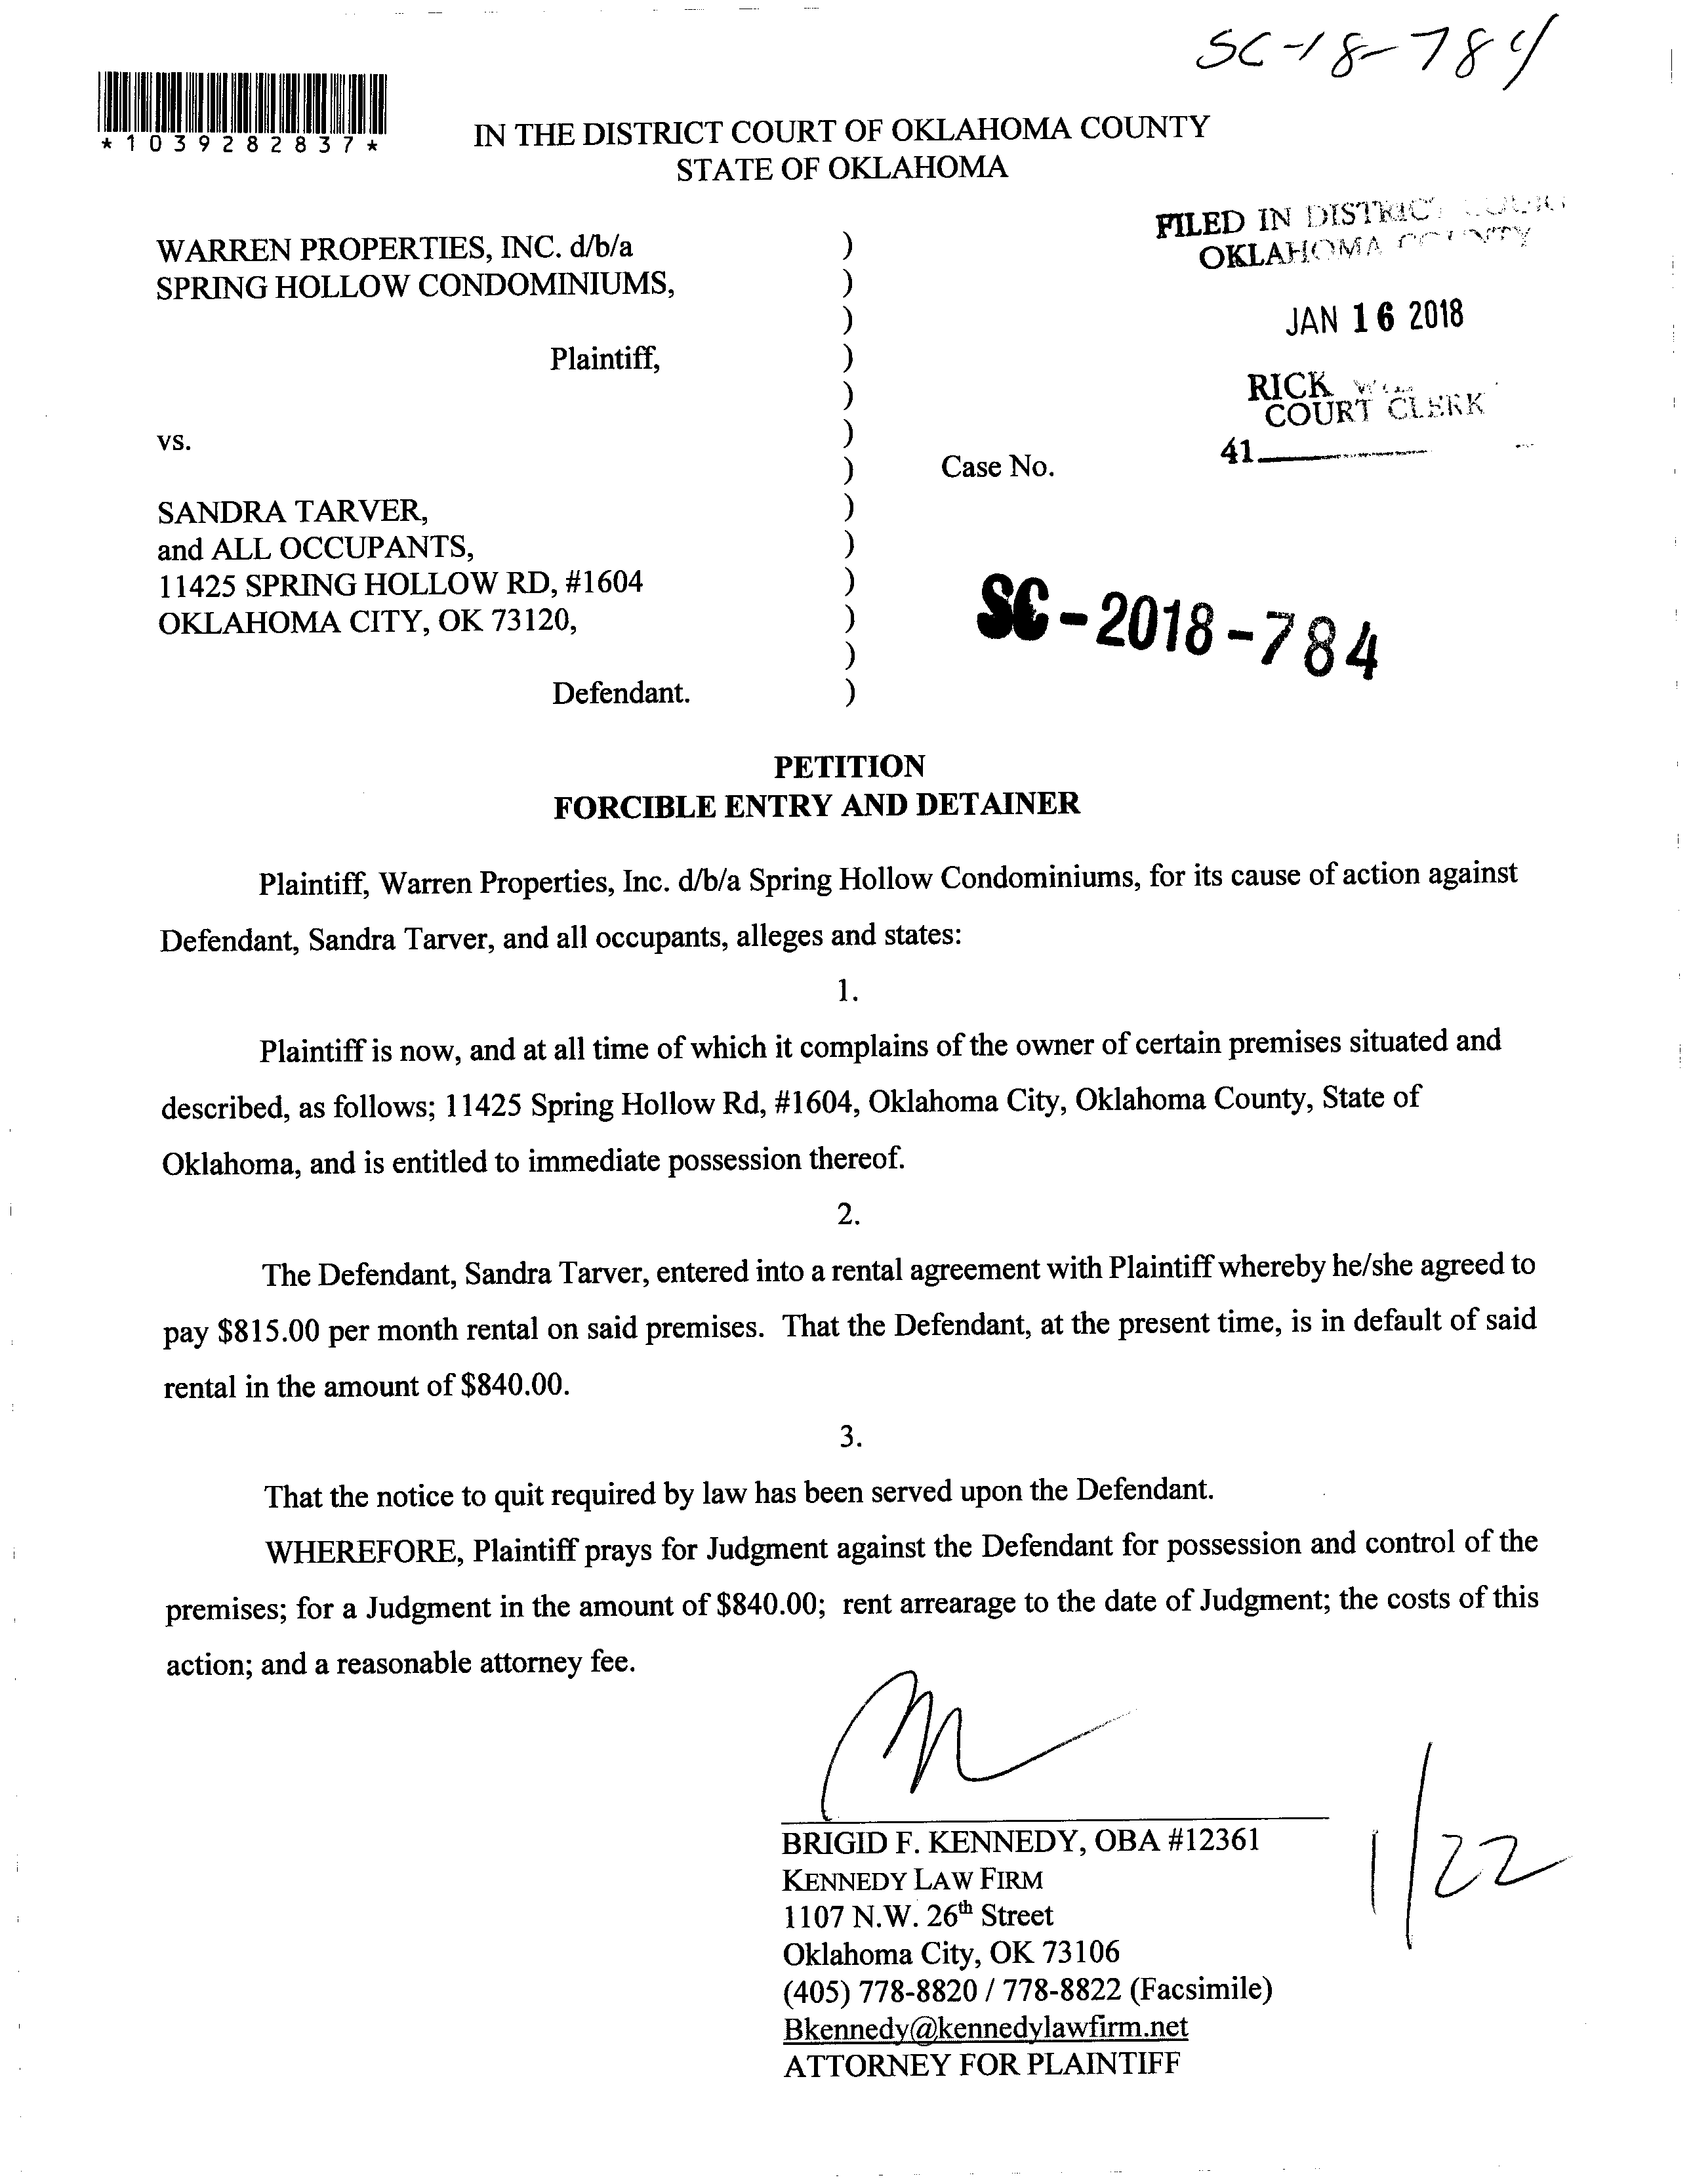 SC-18-784
*1039282837*
IN THE DISTRICT COURT OF OKLAHOMA COUNTY
STATE OF OKLAHOMA
FILED IN DISTRICT COURT
OKLAHOMA COUNTY
JAN 16 2018
RICK
COURT CLERK
41
WARREN PROPERTIES, INC. d/b/a )
SPRING HOLLOW CONDOMINIUMS, )
)
Plaintiff, )
)
vs. )
) Case No.
SANDRA TARVER, )
and ALL OCCUPANTS, )
11425 SPRING HOLLOW RD, #1604 )
OKLAHOMA CITY, OK 73120, )
)
Defendant. )
SC-2018-784
PETITION
FORCIBLE ENTRY AND DETAINER
Plaintiff, Warren Properties, Inc. d/b/a Spring Hollow Condominiums, for its cause of action against
Defendant, Sandra Tarver, and all occupants, alleges and states:
1.
Plaintiff is now, and at all time of which it complains of the owner of certain premises situated and
described, as follows; 11425 Spring Hollow Rd, #1604, Oklahoma City, Oklahoma County, State of
Oklahoma, and is entitled to immediate possession thereof.
2.
The Defendant, Sandra Tarver, entered into a rental agreement with Plaintiff whereby he/she agreed to
pay $815.00 per month rental on said premises. That the Defendant, at the present time, is in default of said
rental in the amount of $840.00.
3.
That the notice to quit required by law has been served upon the Defendant.
WHEREFORE, Plaintiff prays for Judgment against the Defendant for possession and control of the
premises; for a Judgment in the amount of $840.00; rent arrearage to the date of Judgment; the costs of this
action; and a reasonable attorney fee.
BRIGID F. KENNEDY, OBA #12361
KENNEDY LAW FIRM
1107 N.W. 26th Street
Oklahoma City, OK 73106
(405) 778-8820 / 778-8822 (Facsimile)
Bkennedy@kennedylawfirm.net
ATTORNEY FOR PLAINTIFF
1/22